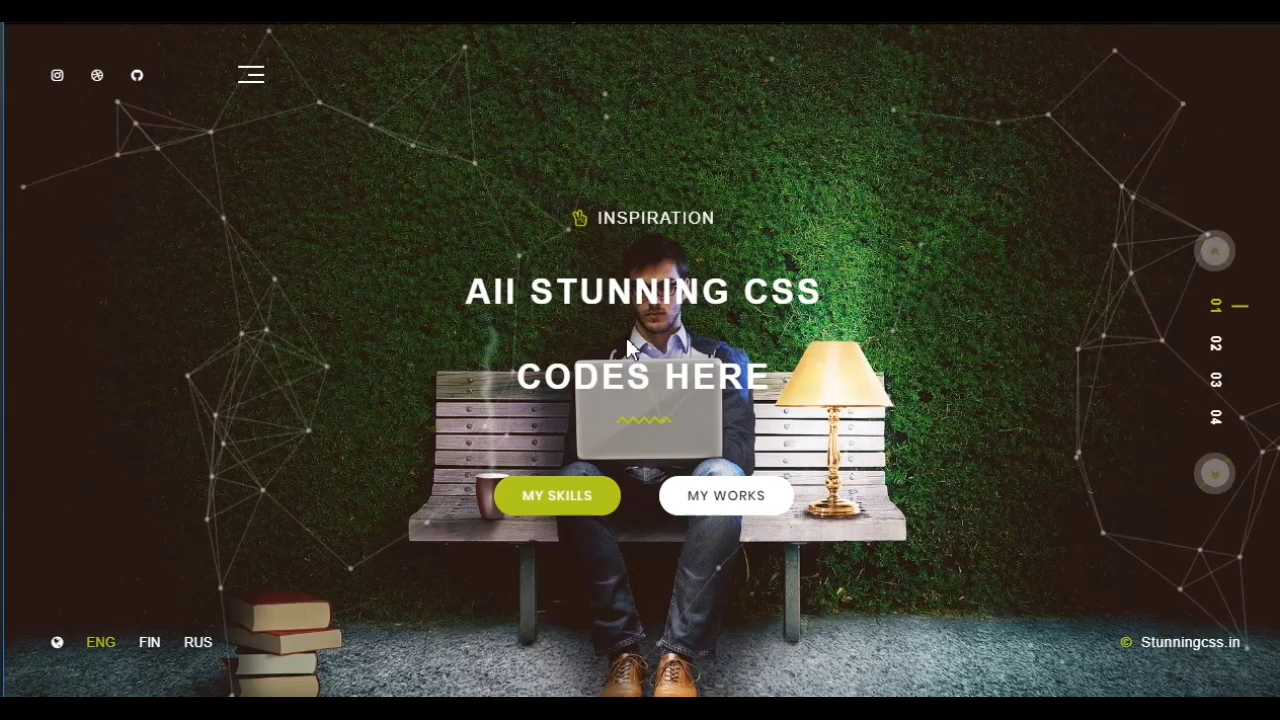 INSPIRATION
All STUNNING CSS
CODES HERE
MY SKILLS
MY WORKS
01
02
03
04
ENG FIN RUS
© Stunningcss.in